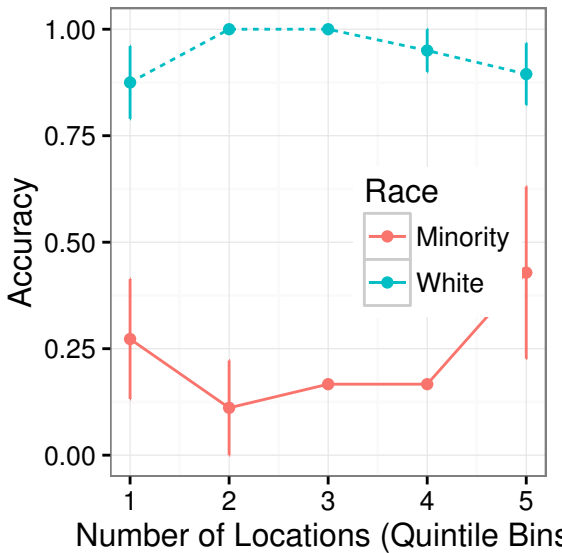 1.00
0.75
0.50
0.25
0.00
Accuracy
Race
Minority
White
1 2 3 4 5
Number of Locations (Quintile Bins